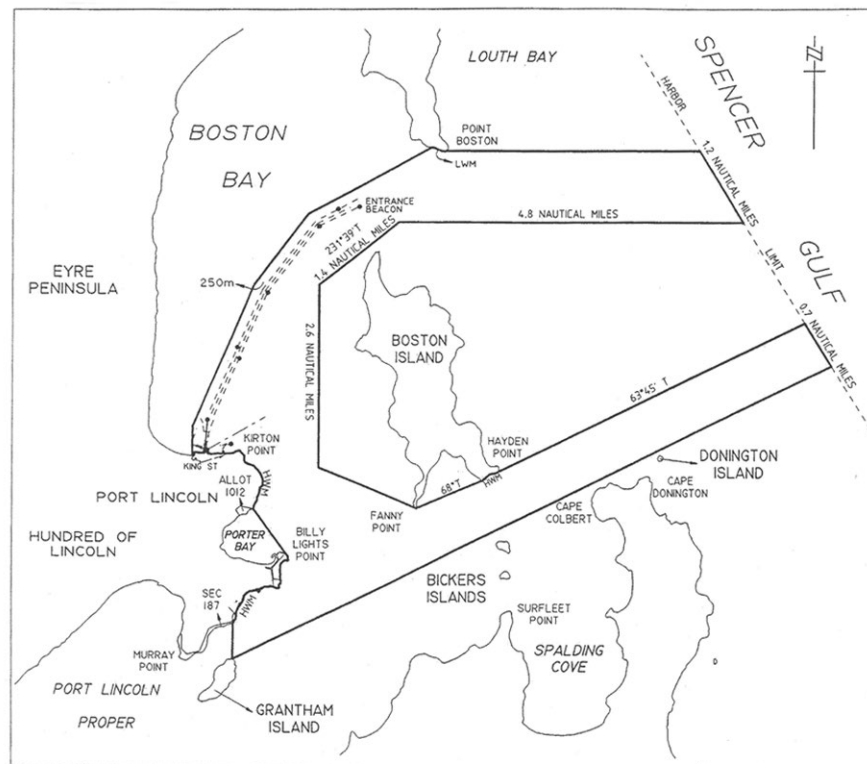 LOUTH BAY
SPENCER
N
HARBOR
BOSTON
BAY
POINT
BOSTON
LWM
1.2 NAUTICAL MILES
ENTRANCE
BEACON
4.8 NAUTICAL MILES
231°39'T
1.4 NAUTICAL MILES
GULF
LIMIT
EYRE
PENINSULA
250m
0.7 NAUTICAL MILES
BOSTON
ISLAND
2.6 NAUTICAL MILES
63°45' T
KIRTON
POINT
HAYDEN
POINT
KING ST
HWM
DONINGTON
ISLAND
ALLOT
1012
PORT LINCOLN
HWM
68°T
CAPE
DONINGTON
FANNY
POINT
CAPE
COLBERT
HUNDRED OF
LINCOLN
PORTER
BAY
BILLY
LIGHTS
POINT
BICKERS
ISLANDS
SEC
187
HWM
SURFLEET
POINT
MURRAY
POINT
SPALDING
COVE
PORT LINCOLN
PROPER
GRANTHAM
ISLAND